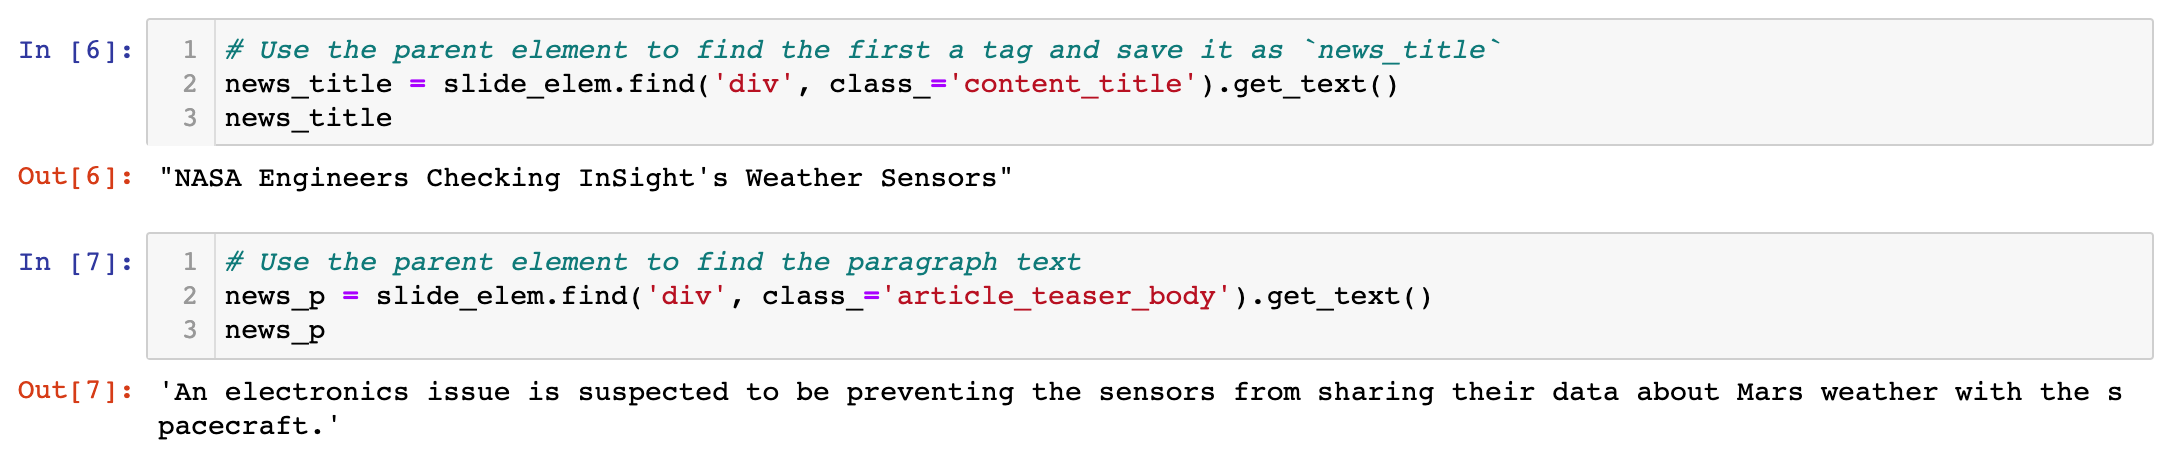 In [6]: 1 # Use the parent element to find the first a tag and save it as `news_title`
2 news_title = slide_elem.find('div', class_='content_title').get_text()
3 news_title
Out[6]: "NASA Engineers Checking InSight's Weather Sensors"
In [7]: 1 # Use the parent element to find the paragraph text
2 news_p = slide_elem.find('div', class_='article_teaser_body').get_text()
3 news_p
Out[7]: 'An electronics issue is suspected to be preventing the sensors from sharing their data about Mars weather with the s
pacecraft.'